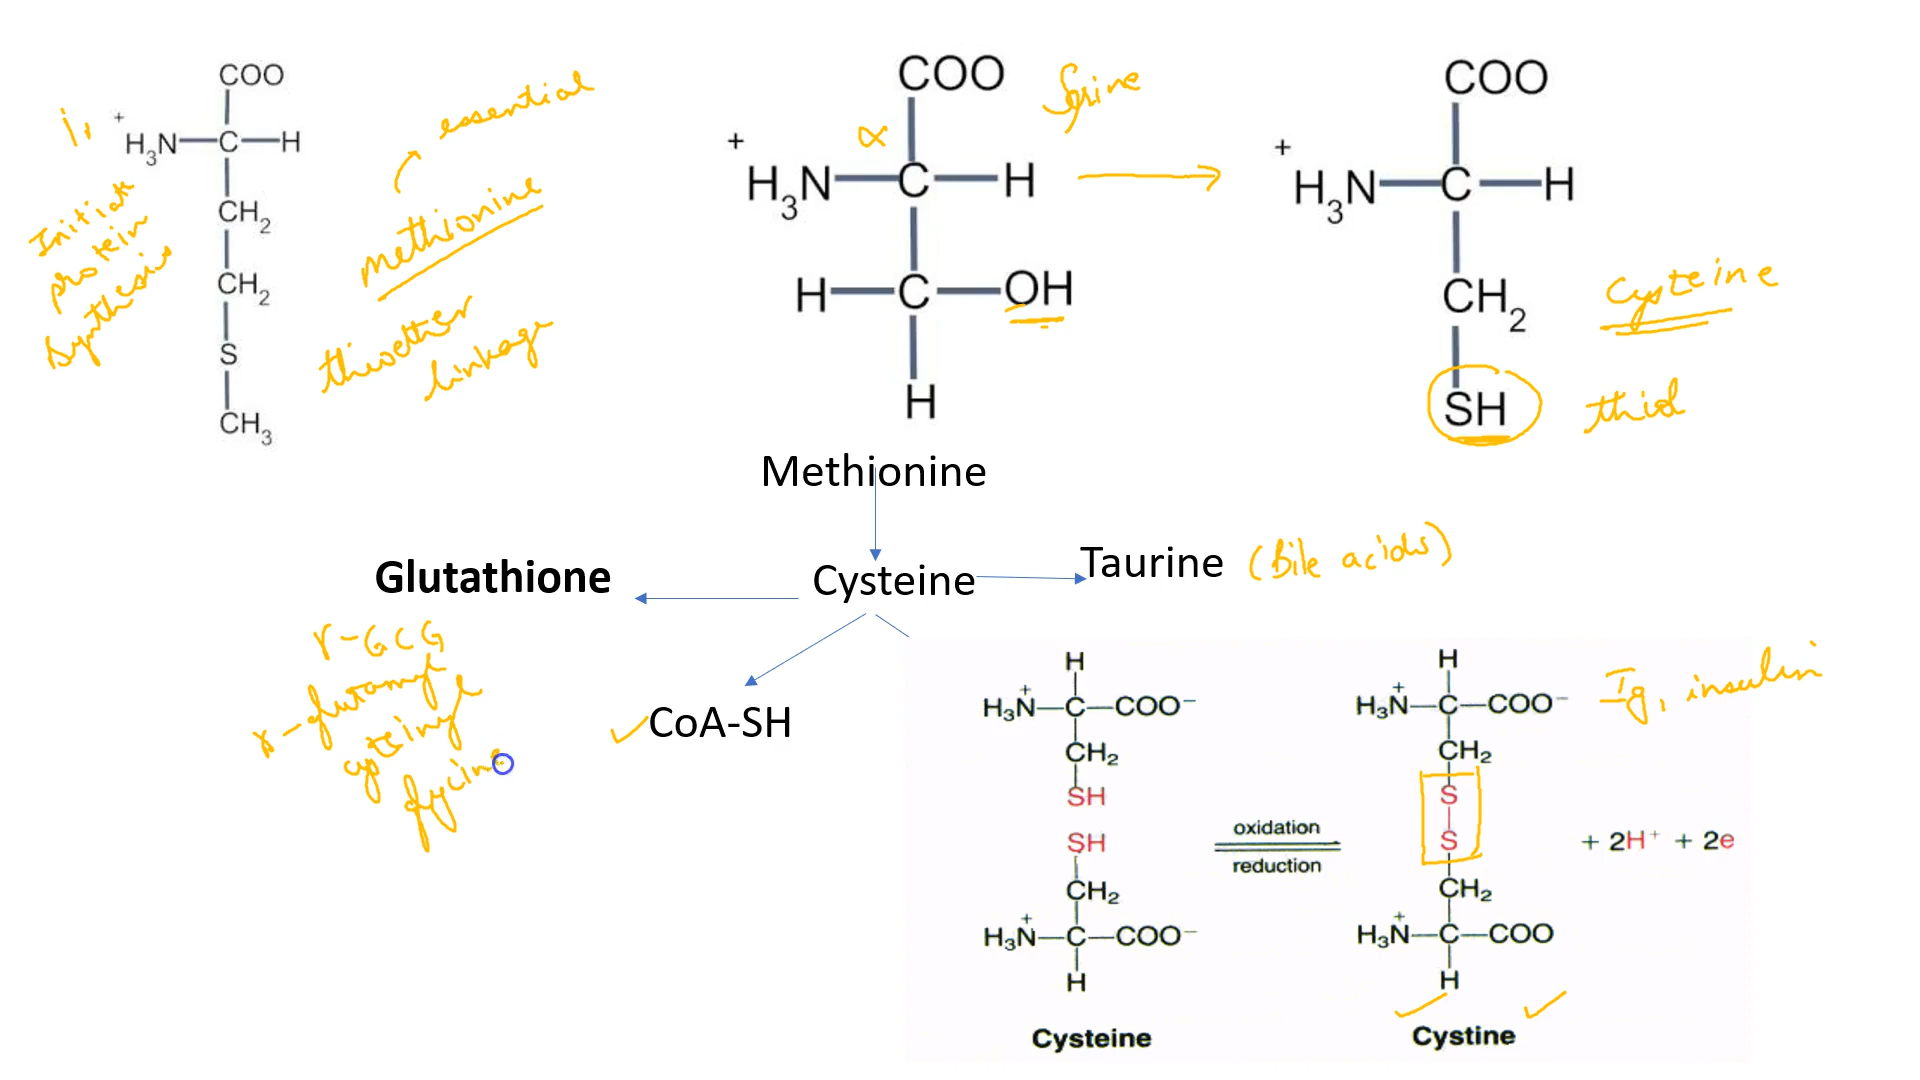 COO
+
H3N—C—H
CH2
CH2
S
CH3
1,
Initiate
protein
synthesis
essential
methionine
thioether
linkage
COO
α
+
H3N—C—H
H—C—OH
H
Serine
COO
+
H3N—C—H
CH2
SH
Cysteine
thiol
Methionine
Cysteine
Glutathione
Taurine (Bile acids)
CoA-SH
γ-GCG
γ-glutamyl
cysteinyl
glycine
H
H3N+—C—COO−
CH2
SH
SH
CH2
H3N+—C—COO−
H
Cysteine
oxidation
reduction
H
H3N+—C—COO−
CH2
S
S
CH2
H3N+—C—COO
H
Cystine
+ 2H+ + 2e
Ig, insulin